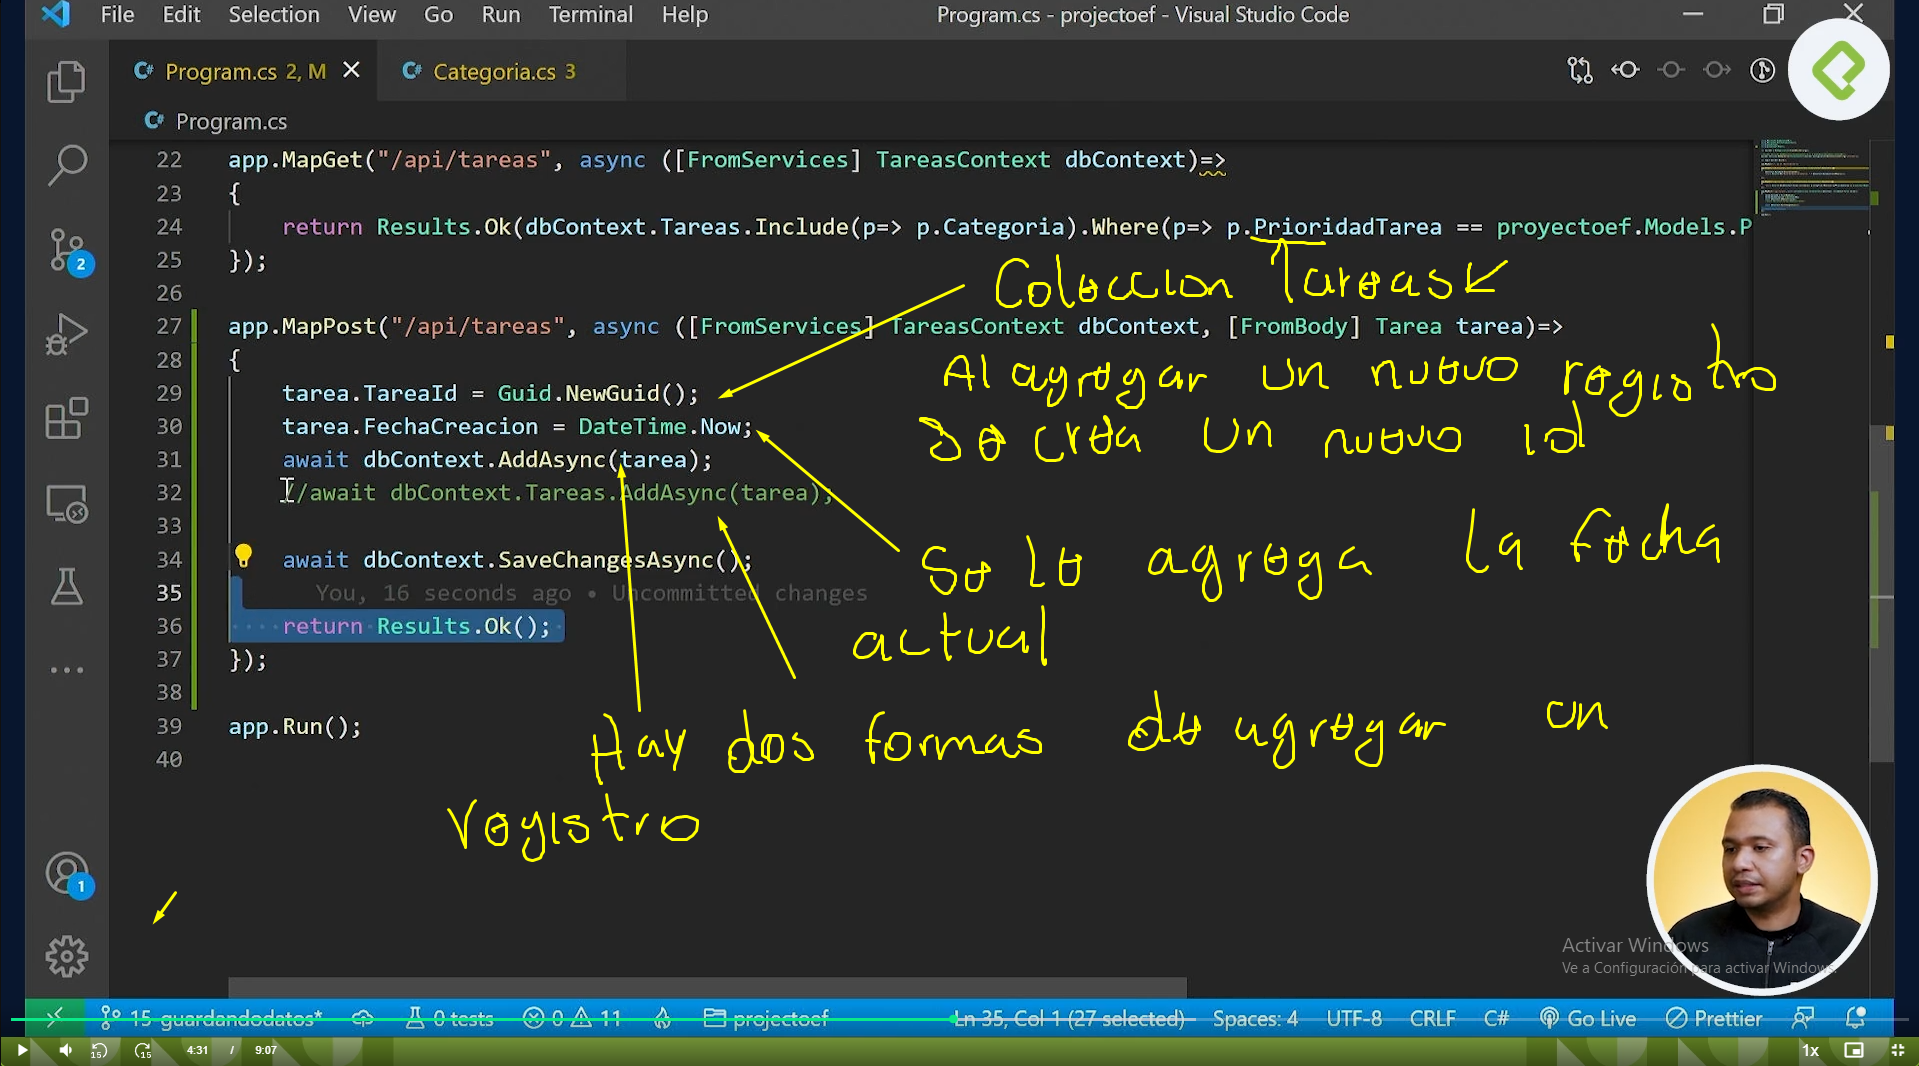 File Edit Selection View Go Run Terminal Help
Program.cs - projectoef - Visual Studio Code
Program.cs 2, M
Categoria.cs 3
Program.cs
22 app.MapGet("/api/tareas", async ([FromServices] TareasContext dbContext)=>
23 {
24 return Results.Ok(dbContext.Tareas.Include(p=> p.Categoria).Where(p=> p.PrioridadTarea == proyectoef.Models.P
25 });
26
Coleccion Tareas
27 app.MapPost("/api/tareas", async ([FromServices] TareasContext dbContext, [FromBody] Tarea tarea)=>
28 {
29 tarea.TareaId = Guid.NewGuid();
Al agregar un nuevo registro
30 tarea.FechaCreacion = DateTime.Now;
se crea un nuevo id
31 await dbContext.AddAsync(tarea);
32 //await dbContext.Tareas.AddAsync(tarea);
33
34 await dbContext.SaveChangesAsync();
Se le agrega la fecha
actual
35 You, 16 seconds ago • Uncommitted changes
36 return Results.Ok();
37 });
38
39 app.Run();
40
Hay dos formas de agregar un
registro
2
1
Activar Windows
Ve a Configuración para activar Windows.
15 guardandodatos* 0 tests 0 11 projectoef Ln 35, Col 1 (27 selected) Spaces: 4 UTF-8 CRLF C# Go Live Prettier
15 15 4:31 / 9:07 1x